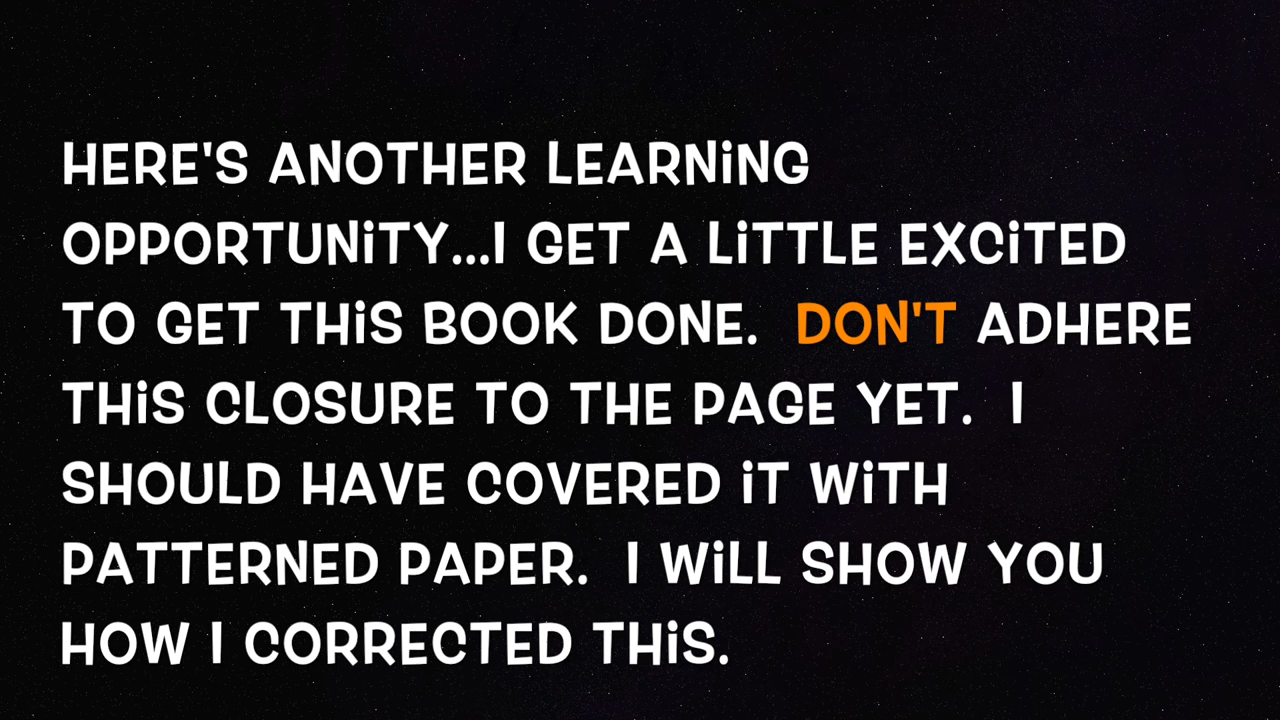 HERE'S ANOTHER LEARNiNG
OPPORTUNiTY...I GET A LiTTLE EXCiTED
TO GET THiS BOOK DONE.  DON'T ADHERE
THiS CLOSURE TO THE PAGE YET.  I
SHOULD HAVE COVERED iT WiTH
PATTERNED PAPER.  I WiLL SHOW YOU
HOW I CORRECTED THiS.